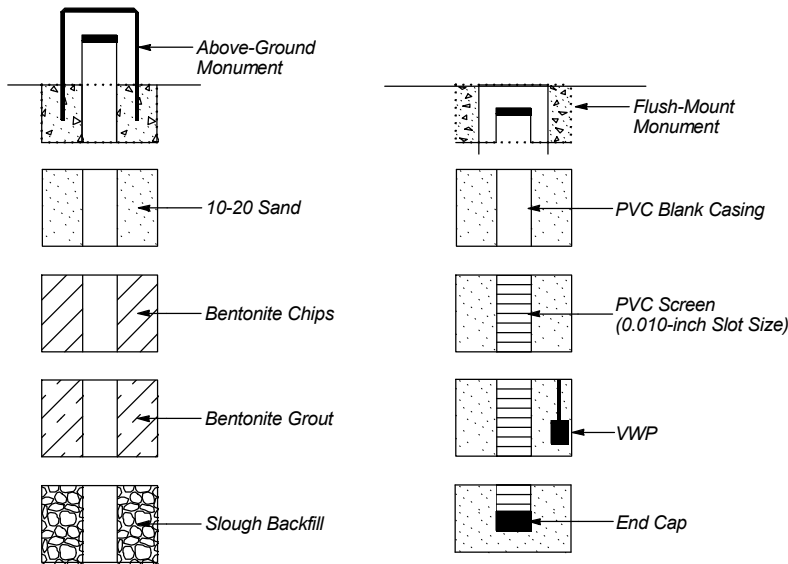 Above-Ground
Monument
Flush-Mount
Monument
10-20 Sand
PVC Blank Casing
Bentonite Chips
PVC Screen
(0.010-inch Slot Size)
Bentonite Grout
VWP
Slough Backfill
End Cap